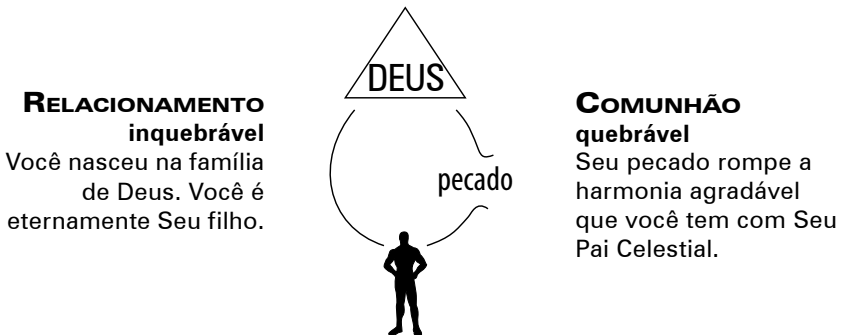 DEUS
RELACIONAMENTO
inquebrável
Você nasceu na família
de Deus. Você é
eternamente Seu filho.
pecado
COMUNHÃO
quebrável
Seu pecado rompe a
harmonia agradável
que você tem com Seu
Pai Celestial.